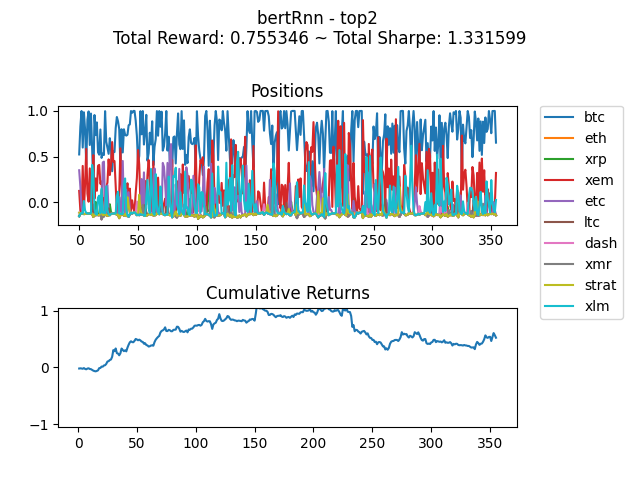 bertRnn - top2
Total Reward: 0.755346 ~ Total Sharpe: 1.331599
Positions
1.0
0.5
0.0
0 50 100 150 200 250 300 350
btc
eth
xrp
xem
etc
ltc
dash
xmr
strat
xlm
Cumulative Returns
1
0
−1
0 50 100 150 200 250 300 350